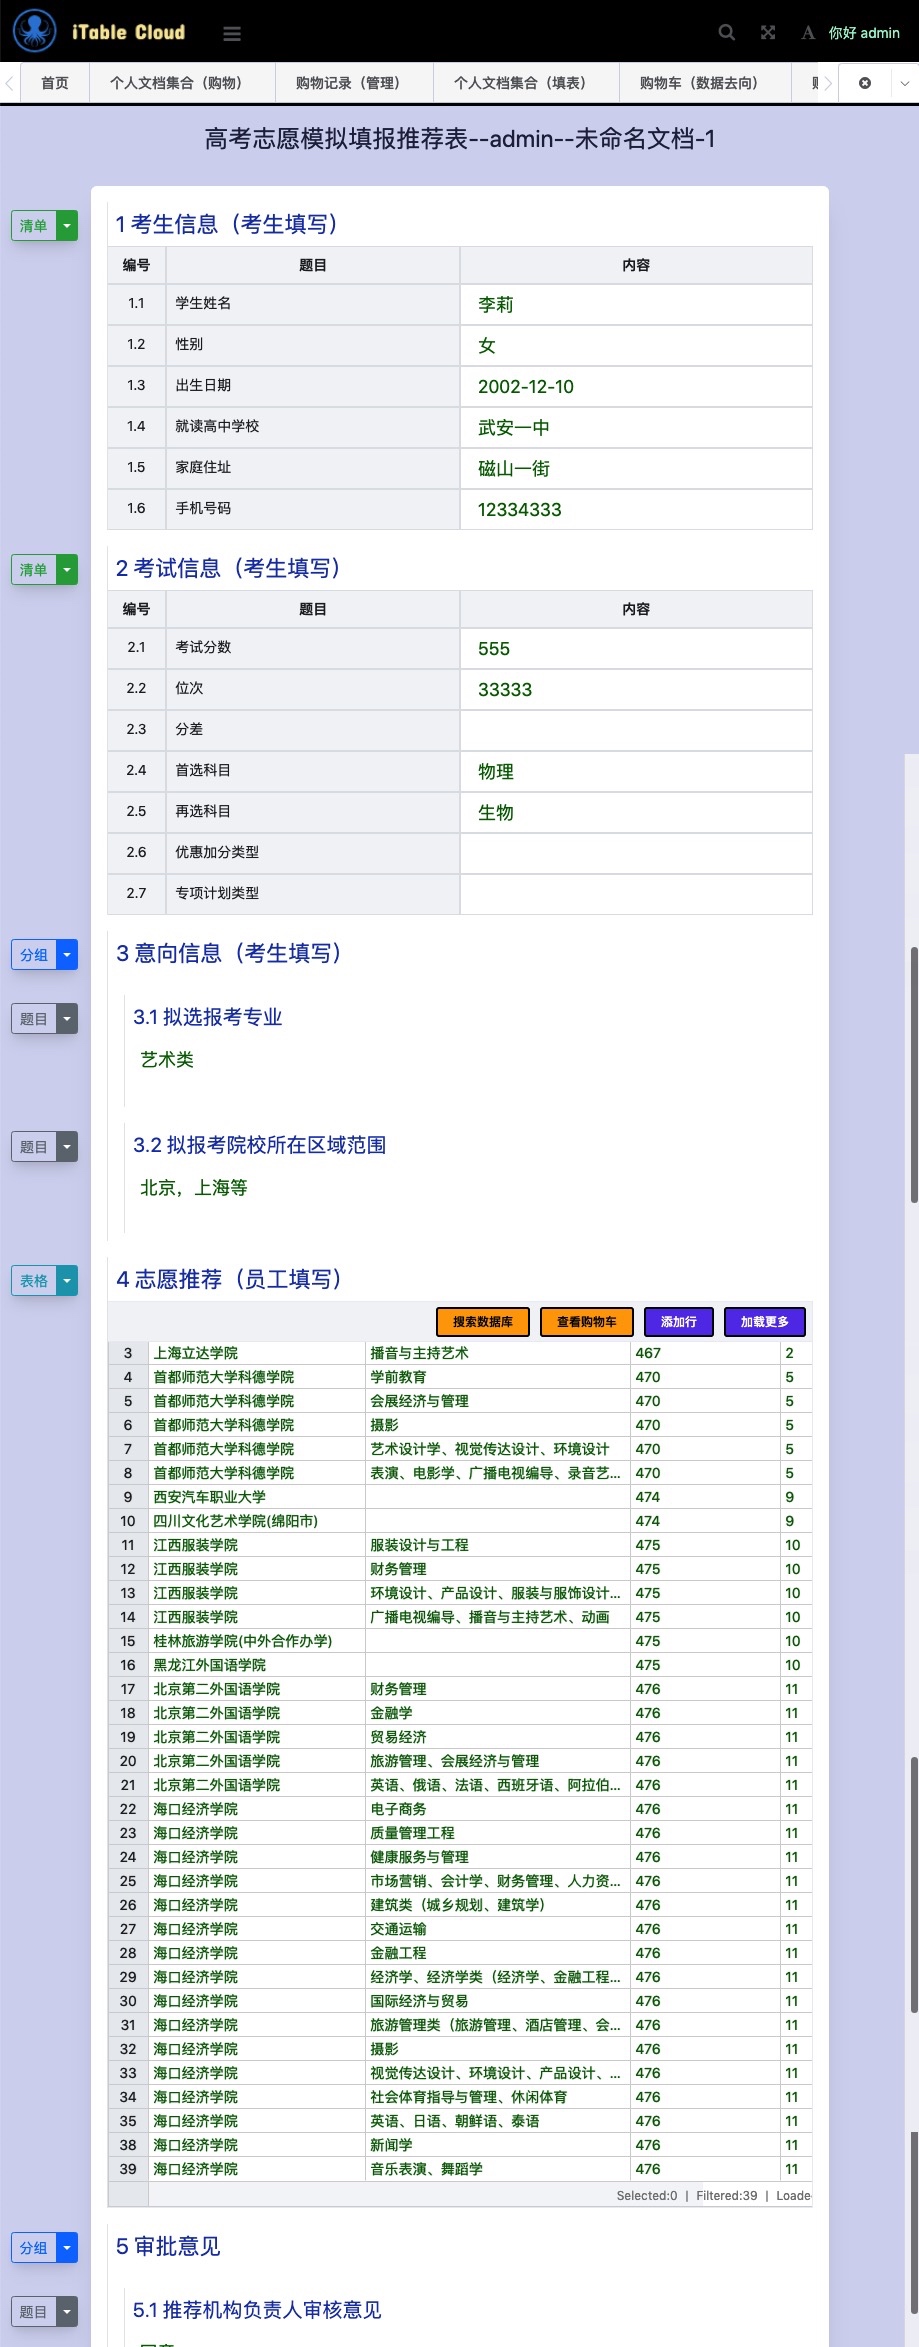 iTable Cloud
你好 admin
首页 个人文档集合（购物） 购物记录（管理） 个人文档集合（填表） 购物车（数据去向）
高考志愿模拟填报推荐表--admin--未命名文档-1
清单
1 考生信息（考生填写）
编号 题目 内容
1.1 学生姓名 李莉
1.2 性别 女
1.3 出生日期 2002-12-10
1.4 就读高中学校 武安一中
1.5 家庭住址 磁山一街
1.6 手机号码 12334333
清单
2 考试信息（考生填写）
编号 题目 内容
2.1 考试分数 555
2.2 位次 33333
2.3 分差
2.4 首选科目 物理
2.5 再选科目 生物
2.6 优惠加分类型
2.7 专项计划类型
分组
3 意向信息（考生填写）
题目
3.1 拟选报考专业
艺术类
题目
3.2 拟报考院校所在区域范围
北京，上海等
表格
4 志愿推荐（员工填写）
搜索数据库 查看购物车 添加行 加载更多
3 上海立达学院 播音与主持艺术 467 2
4 首都师范大学科德学院 学前教育 470 5
5 首都师范大学科德学院 会展经济与管理 470 5
6 首都师范大学科德学院 摄影 470 5
7 首都师范大学科德学院 艺术设计学、视觉传达设计、环境设计 470 5
8 首都师范大学科德学院 表演、电影学、广播电视编导、录音艺... 470 5
9 西安汽车职业大学 474 9
10 四川文化艺术学院(绵阳市) 474 9
11 江西服装学院 服装设计与工程 475 10
12 江西服装学院 财务管理 475 10
13 江西服装学院 环境设计、产品设计、服装与服饰设计... 475 10
14 江西服装学院 广播电视编导、播音与主持艺术、动画 475 10
15 桂林旅游学院(中外合作办学) 475 10
16 黑龙江外国语学院 475 10
17 北京第二外国语学院 财务管理 476 11
18 北京第二外国语学院 金融学 476 11
19 北京第二外国语学院 贸易经济 476 11
20 北京第二外国语学院 旅游管理、会展经济与管理 476 11
21 北京第二外国语学院 英语、俄语、法语、西班牙语、阿拉伯... 476 11
22 海口经济学院 电子商务 476 11
23 海口经济学院 质量管理工程 476 11
24 海口经济学院 健康服务与管理 476 11
25 海口经济学院 市场营销、会计学、财务管理、人力资... 476 11
26 海口经济学院 建筑类（城乡规划、建筑学） 476 11
27 海口经济学院 交通运输 476 11
28 海口经济学院 金融工程 476 11
29 海口经济学院 经济学、经济学类（经济学、金融工程... 476 11
30 海口经济学院 国际经济与贸易 476 11
31 海口经济学院 旅游管理类（旅游管理、酒店管理、会... 476 11
32 海口经济学院 摄影 476 11
33 海口经济学院 视觉传达设计、环境设计、产品设计、... 476 11
34 海口经济学院 社会体育指导与管理、休闲体育 476 11
35 海口经济学院 英语、日语、朝鲜语、泰语 476 11
38 海口经济学院 新闻学 476 11
39 海口经济学院 音乐表演、舞蹈学 476 11
Selected:0 | Filtered:39 | Loade
分组
5 审批意见
题目
5.1 推荐机构负责人审核意见